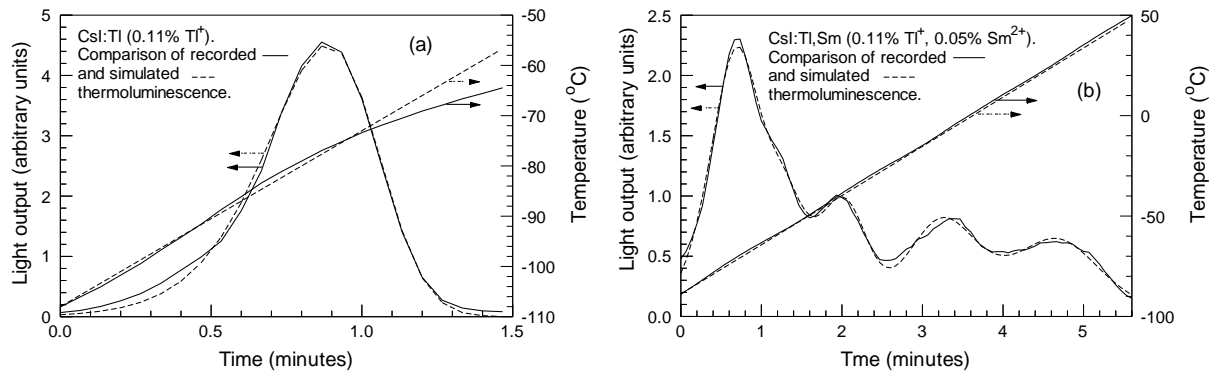 5
4
3
2
1
0
Light output (arbitrary units)
CsI:Tl (0.11% Tl+).
Comparison of recorded
and simulated
thermoluminescence.
(a)
-50
-60
-70
-80
-90
-100
-110
Temperature (°C)
0.0 0.5 1.0 1.5
Time (minutes)
2.5
2.0
1.5
1.0
0.5
0.0
Light output (arbitrary units)
CsI:Tl,Sm (0.11% Tl+, 0.05% Sm2+).
Comparison of recorded
and simulated
thermoluminescence.
(b)
50
0
-50
-100
Temperature (°C)
0 1 2 3 4 5
Tme (minutes)